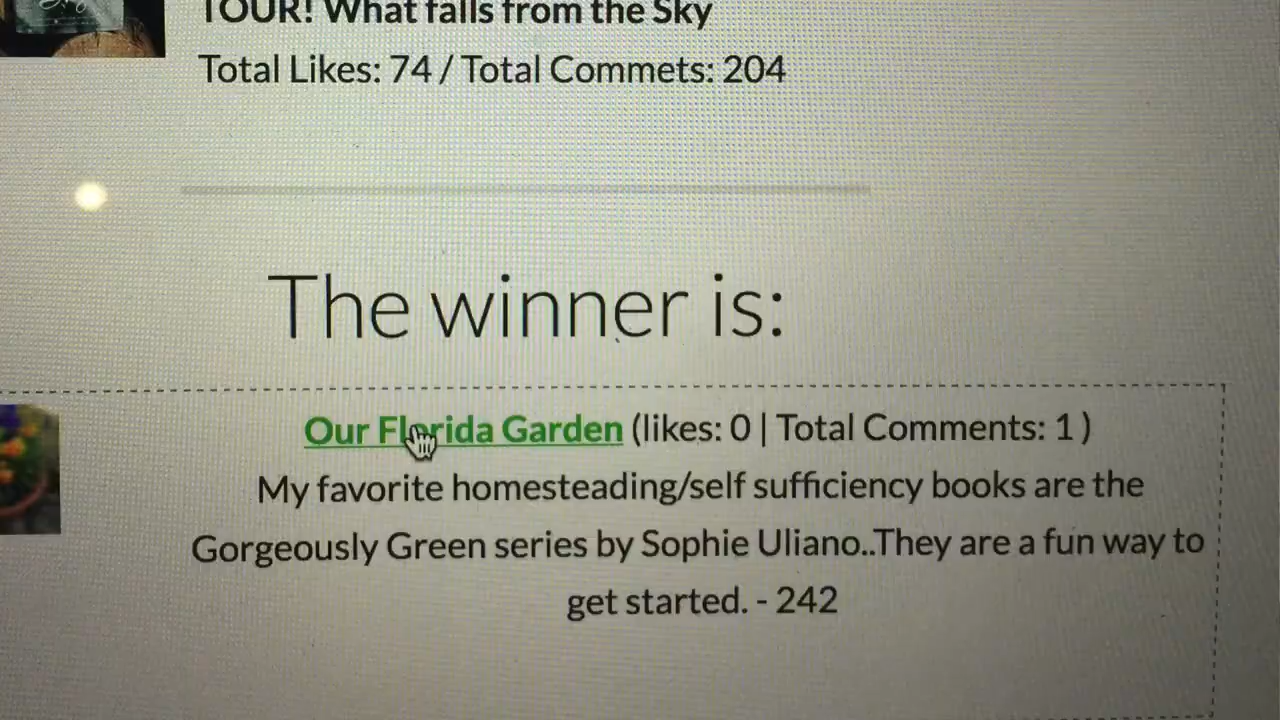 TOUR! What falls from the Sky
Total Likes: 74 / Total Commets: 204
The winner is:
Our Florida Garden (likes: 0 | Total Comments: 1 )
My favorite homesteading/self sufficiency books are the
Gorgeously Green series by Sophie Uliano..They are a fun way to
get started. - 242